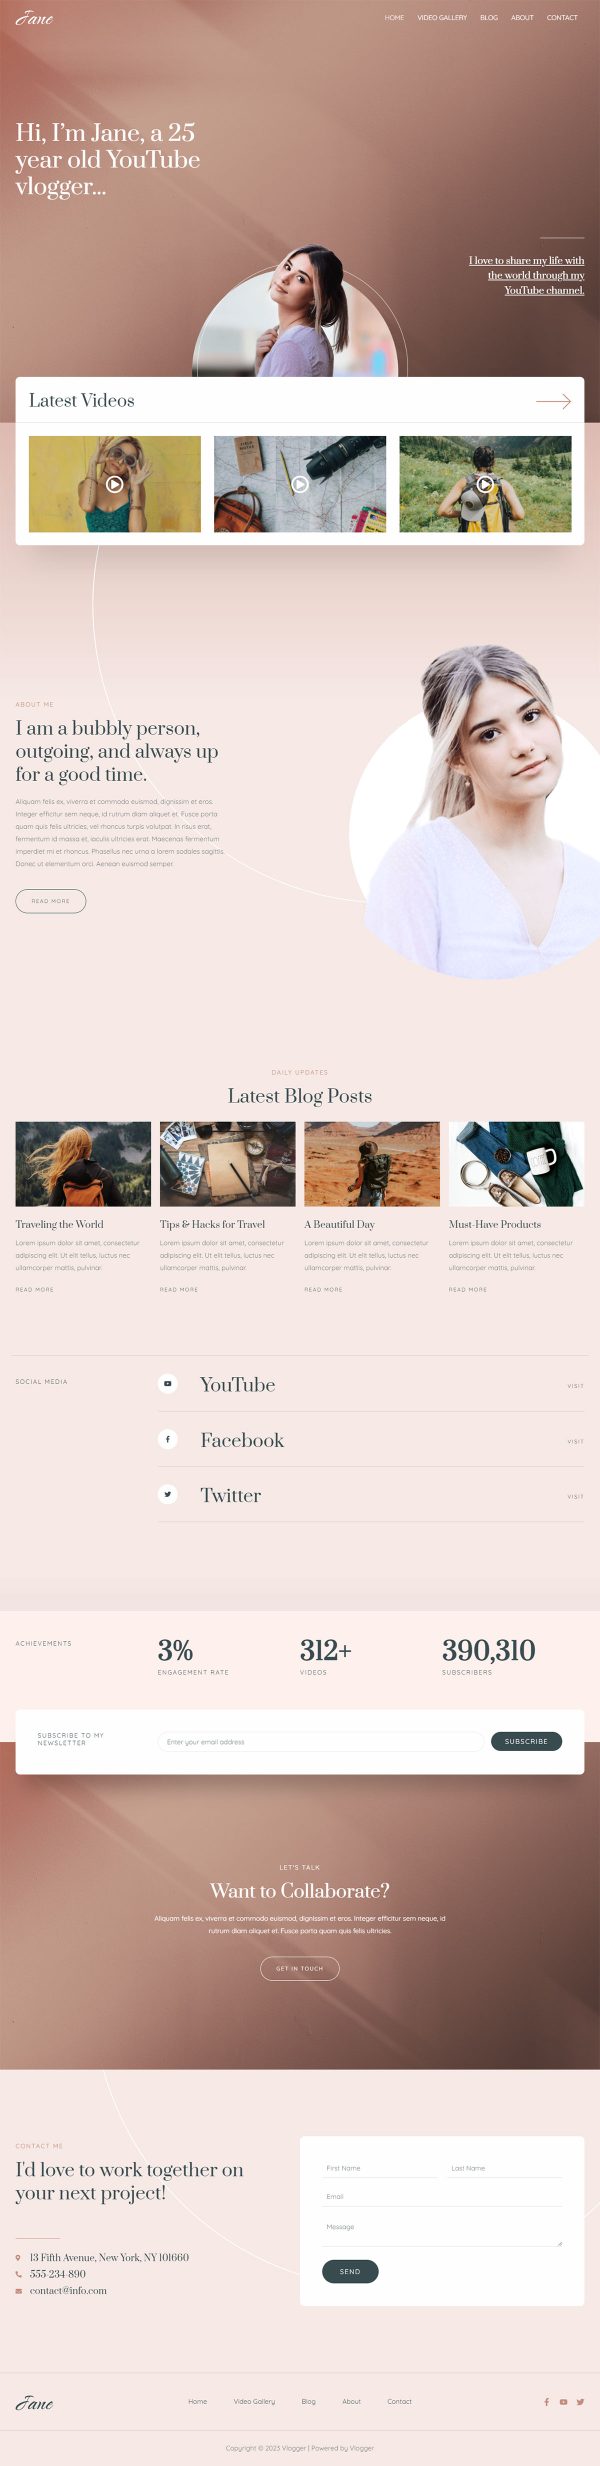 Jane
HOME VIDEO GALLERY BLOG ABOUT CONTACT
Hi, I'm Jane, a 25
year old YouTube
vlogger...
I love to share my life with
the world through my
YouTube channel.
Latest Videos
ABOUT ME
I am a bubbly person,
outgoing, and always up
for a good time.
Aliquam felis ex, viverra et commodo euismod, dignissim et eros.
Integer efficitur sem neque, id rutrum diam aliquet et. Fusce porta
quam quis felis ultricies, vel rhoncus turpis volutpat. In risus erat,
fermentum id massa et, iaculis ultricies erat. Maecenas fermentum
imperdiet mi et rhoncus. Phasellus nec urna a lorem sodales sagittis.
Donec ut elementum orci. Aenean euismod semper.
READ MORE
DAILY UPDATES
Latest Blog Posts
Traveling the World
Lorem ipsum dolor sit amet, consectetur
adipiscing elit. Ut elit tellus, luctus nec
ullamcorper mattis, pulvinar.
READ MORE
Tips & Hacks for Travel
Lorem ipsum dolor sit amet, consectetur
adipiscing elit. Ut elit tellus, luctus nec
ullamcorper mattis, pulvinar.
READ MORE
A Beautiful Day
Lorem ipsum dolor sit amet, consectetur
adipiscing elit. Ut elit tellus, luctus nec
ullamcorper mattis, pulvinar.
READ MORE
Must-Have Products
Lorem ipsum dolor sit amet, consectetur
adipiscing elit. Ut elit tellus, luctus nec
ullamcorper mattis, pulvinar.
READ MORE
SOCIAL MEDIA
YouTube
VISIT
Facebook
VISIT
Twitter
VISIT
ACHIEVEMENTS
3%
ENGAGEMENT RATE
312+
VIDEOS
390,310
SUBSCRIBERS
SUBSCRIBE TO MY
NEWSLETTER
Enter your email address
SUBSCRIBE
LET'S TALK
Want to Collaborate?
Aliquam felis ex, viverra et commodo euismod, dignissim et eros. Integer efficitur sem neque, id
rutrum diam aliquet et. Fusce porta quam quis felis ultricies.
GET IN TOUCH
CONTACT ME
I'd love to work together on
your next project!
13 Fifth Avenue, New York, NY 101660
555-234-890
contact@info.com
First Name
Last Name
Email
Message
SEND
Jane
Home Video Gallery Blog About Contact
Copyright © 2023 Vlogger | Powered by Vlogger